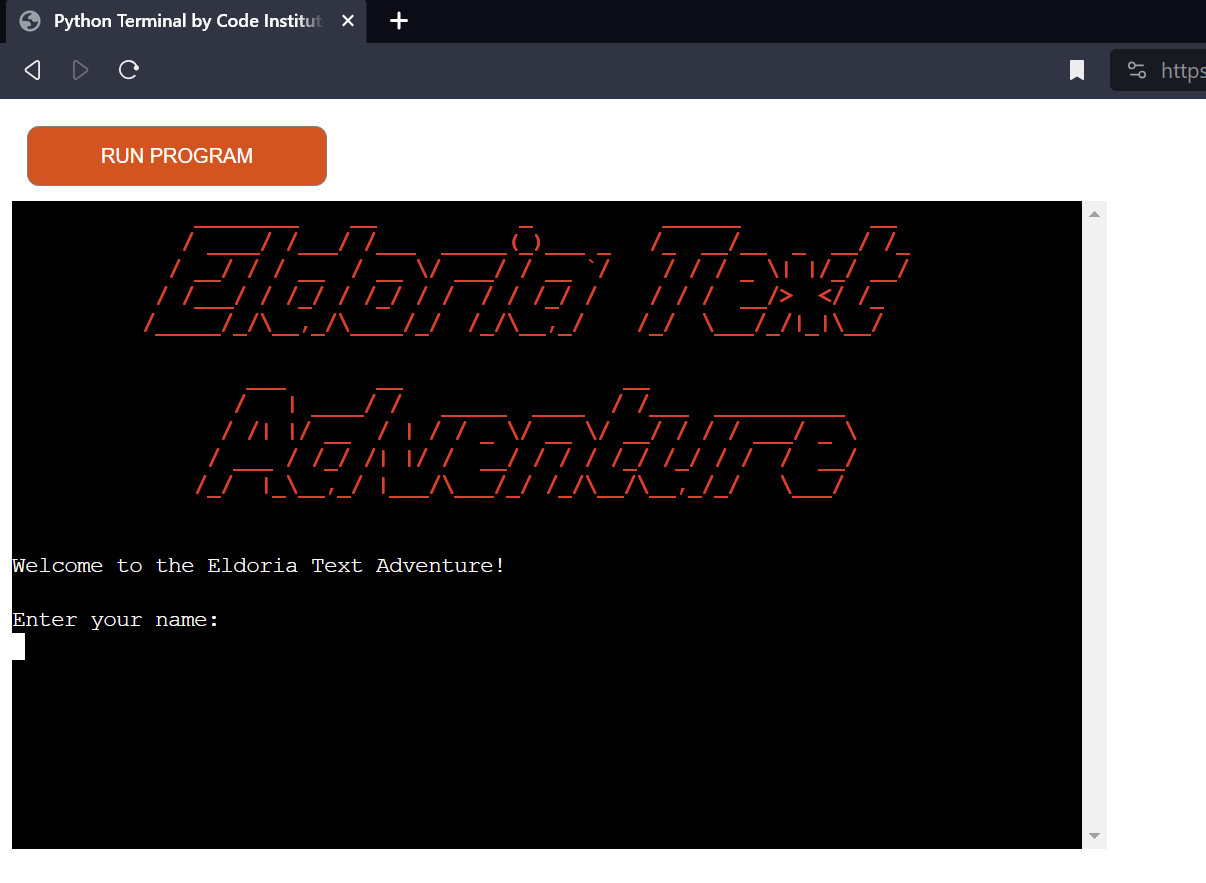 Python Terminal by Code Institut
https
RUN PROGRAM
Eldoria Text
Adventure
Welcome to the Eldoria Text Adventure!
Enter your name: